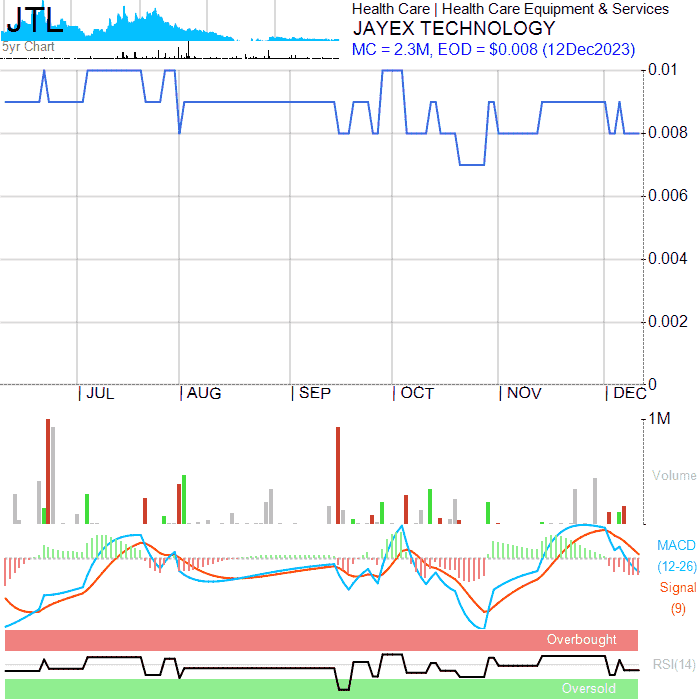 JTL
5yr Chart
Health Care | Health Care Equipment & Services
JAYEX TECHNOLOGY
MC = 2.3M, EOD = $0.008 (12Dec2023)
0.01
0.008
0.006
0.004
0.002
0
| JUL | AUG | SEP | OCT | NOV | DEC
1M
Volume
MACD
(12-26)
Signal
(9)
Overbought
RSI(14)
Oversold